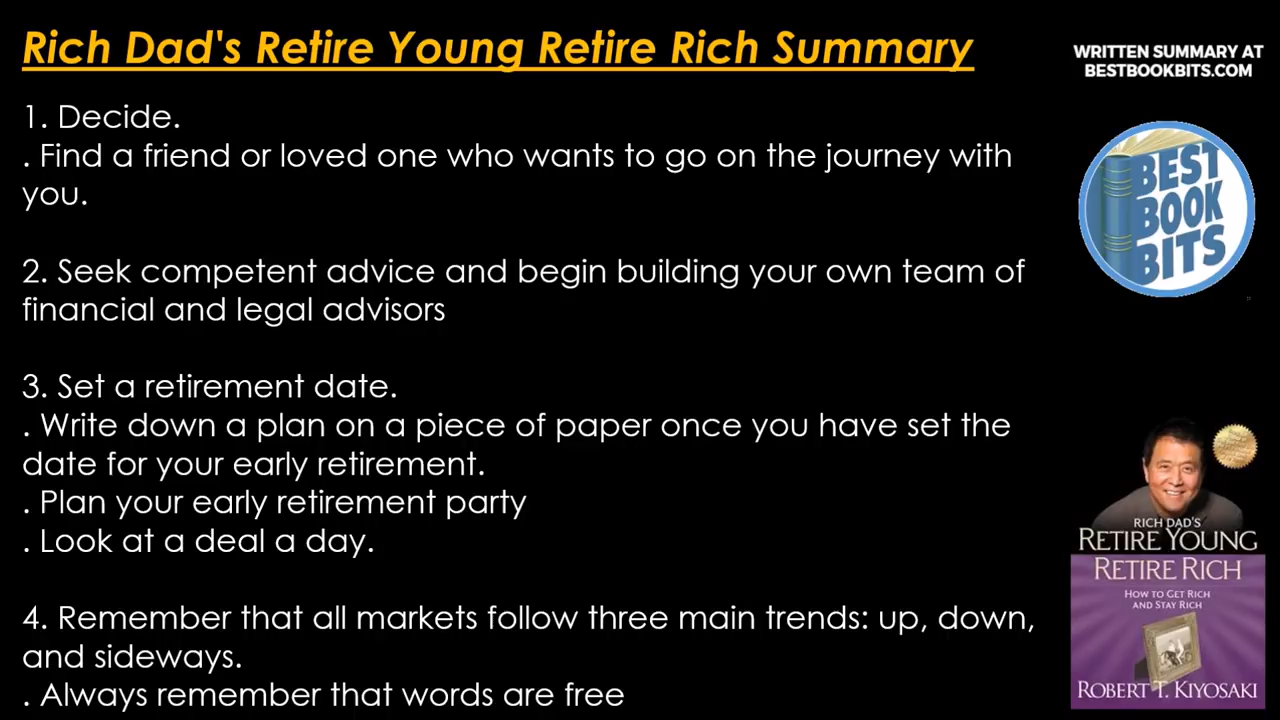 Rich Dad's Retire Young Retire Rich Summary
WRITTEN SUMMARY AT
BESTBOOKBITS.COM
1. Decide.
. Find a friend or loved one who wants to go on the journey with
you.
2. Seek competent advice and begin building your own team of
financial and legal advisors
3. Set a retirement date.
. Write down a plan on a piece of paper once you have set the
date for your early retirement.
. Plan your early retirement party
. Look at a deal a day.
4. Remember that all markets follow three main trends: up, down,
and sideways.
. Always remember that words are free
BEST
BOOK
BITS
RICH DAD'S
RETIRE YOUNG
RETIRE RICH
HOW TO GET RICH
AND STAY RICH
ROBERT T. KIYOSAKI